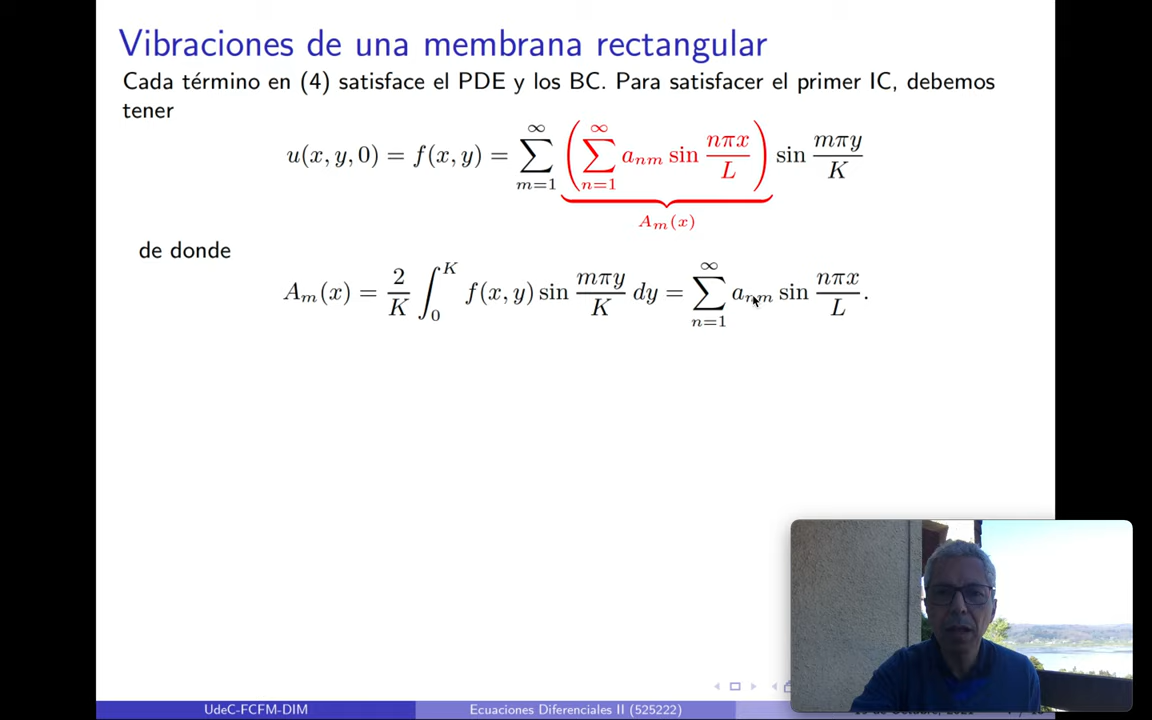 Vibraciones de una membrana rectangular
Cada término en (4) satisface el PDE y los BC. Para satisfacer el primer IC, debemos
tener
u(x, y, 0) = f(x, y) = ∑_{m=1}^{∞} ( ∑_{n=1}^{∞} a_{nm} sin nπx/L ) sin mπy/K
A_m(x)
de donde
A_m(x) = 2/K ∫_0^K f(x, y) sin mπy/K dy = ∑_{n=1}^{∞} a_{nm} sin nπx/L.
UdeC-FCFM-DIM Ecuaciones Diferenciales II (525222)